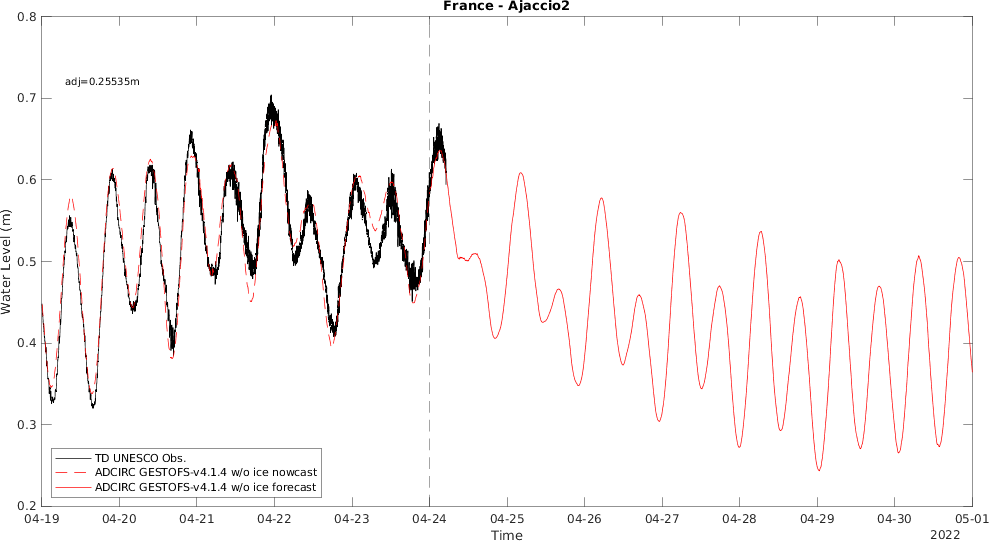 France - Ajaccio2
0.8
0.7
0.6
0.5
0.4
0.3
0.2
Water Level (m)
adj=0.25535m
TD UNESCO Obs.
ADCIRC GESTOFS-v4.1.4 w/o ice nowcast
ADCIRC GESTOFS-v4.1.4 w/o ice forecast
04-19 04-20 04-21 04-22 04-23 04-24 04-25 04-26 04-27 04-28 04-29 04-30 05-01
Time
2022